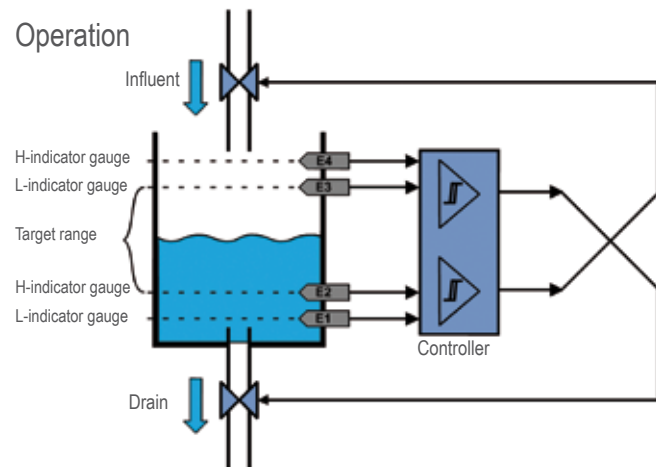 Operation
Influent
H-indicator gauge
E4
L-indicator gauge
E3
Target range
H-indicator gauge
E2
L-indicator gauge
E1
Controller
Drain